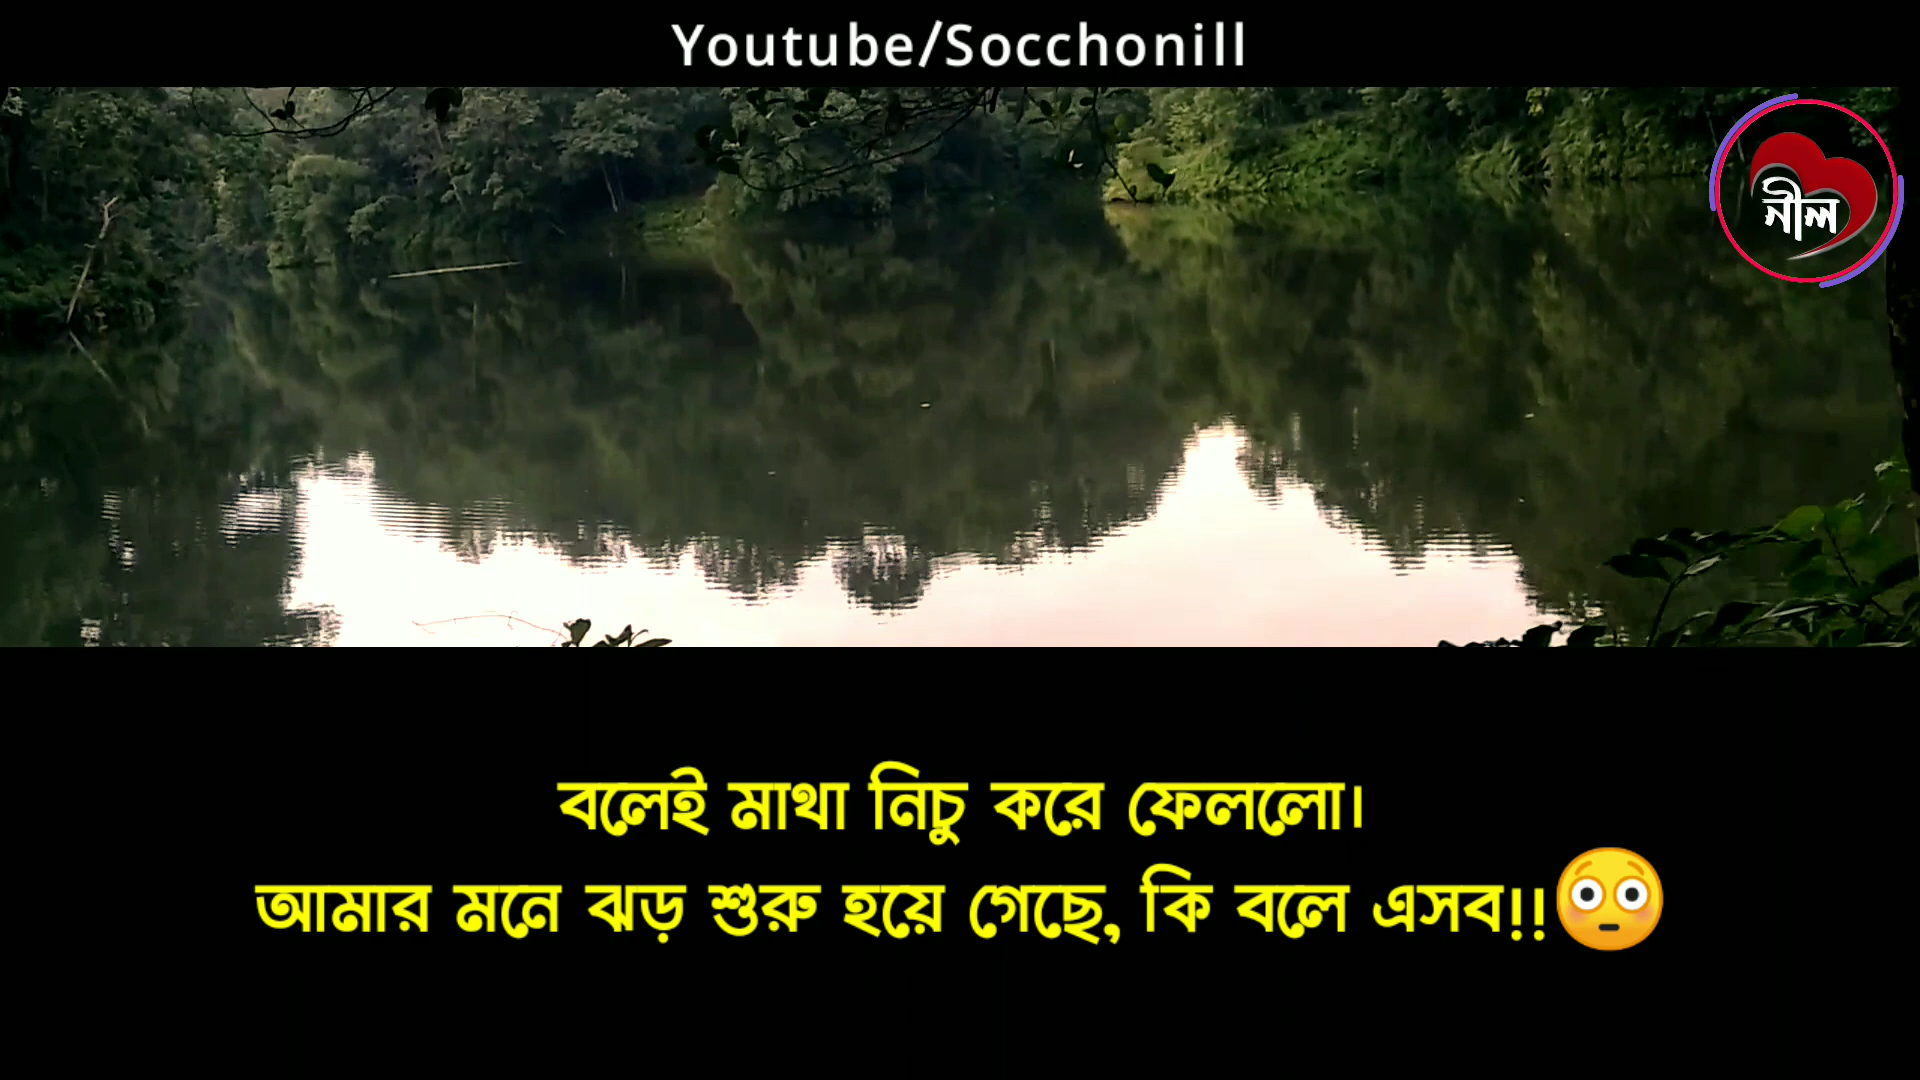 Youtube/Socchonill
নীল
বলেই মাথা নিচু করে ফেললো।
আমার মনে ঝড় শুরু হয়ে গেছে, কি বলে এসব!!😳